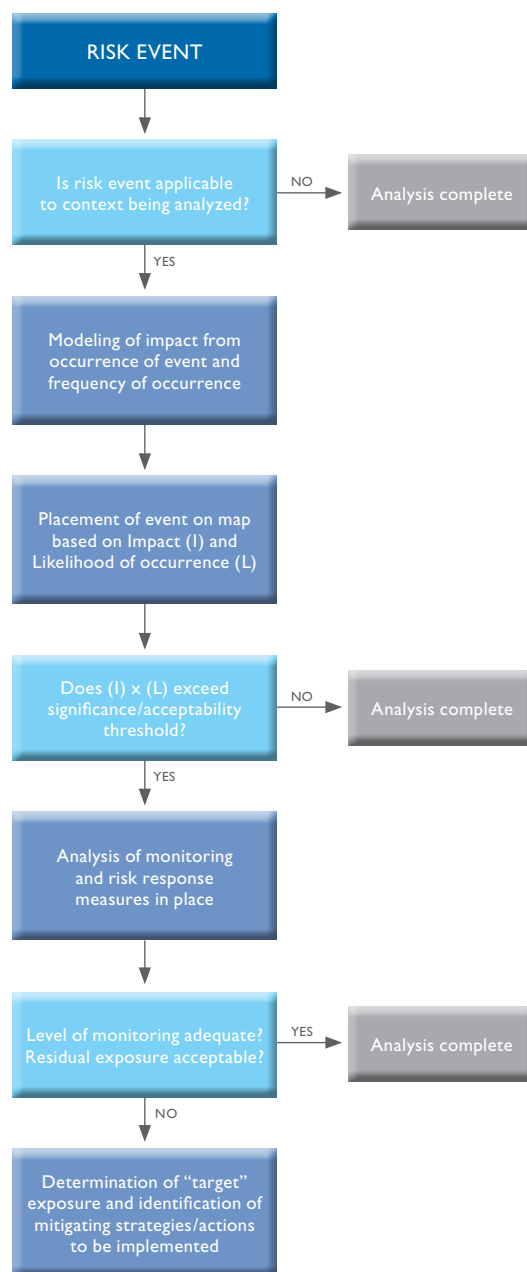 RISK EVENT
Is risk event applicable
to context being analyzed?
NO
Analysis complete
YES
Modeling of impact from
occurrence of event and
frequency of occurrence
Placement of event on map
based on Impact (I) and
Likelihood of occurrence (L)
Does (I) x (L) exceed
significance/acceptability
threshold?
NO
Analysis complete
YES
Analysis of monitoring
and risk response
measures in place
Level of monitoring adequate?
Residual exposure acceptable?
YES
Analysis complete
NO
Determination of “target”
exposure and identification of
mitigating strategies/actions
to be implemented